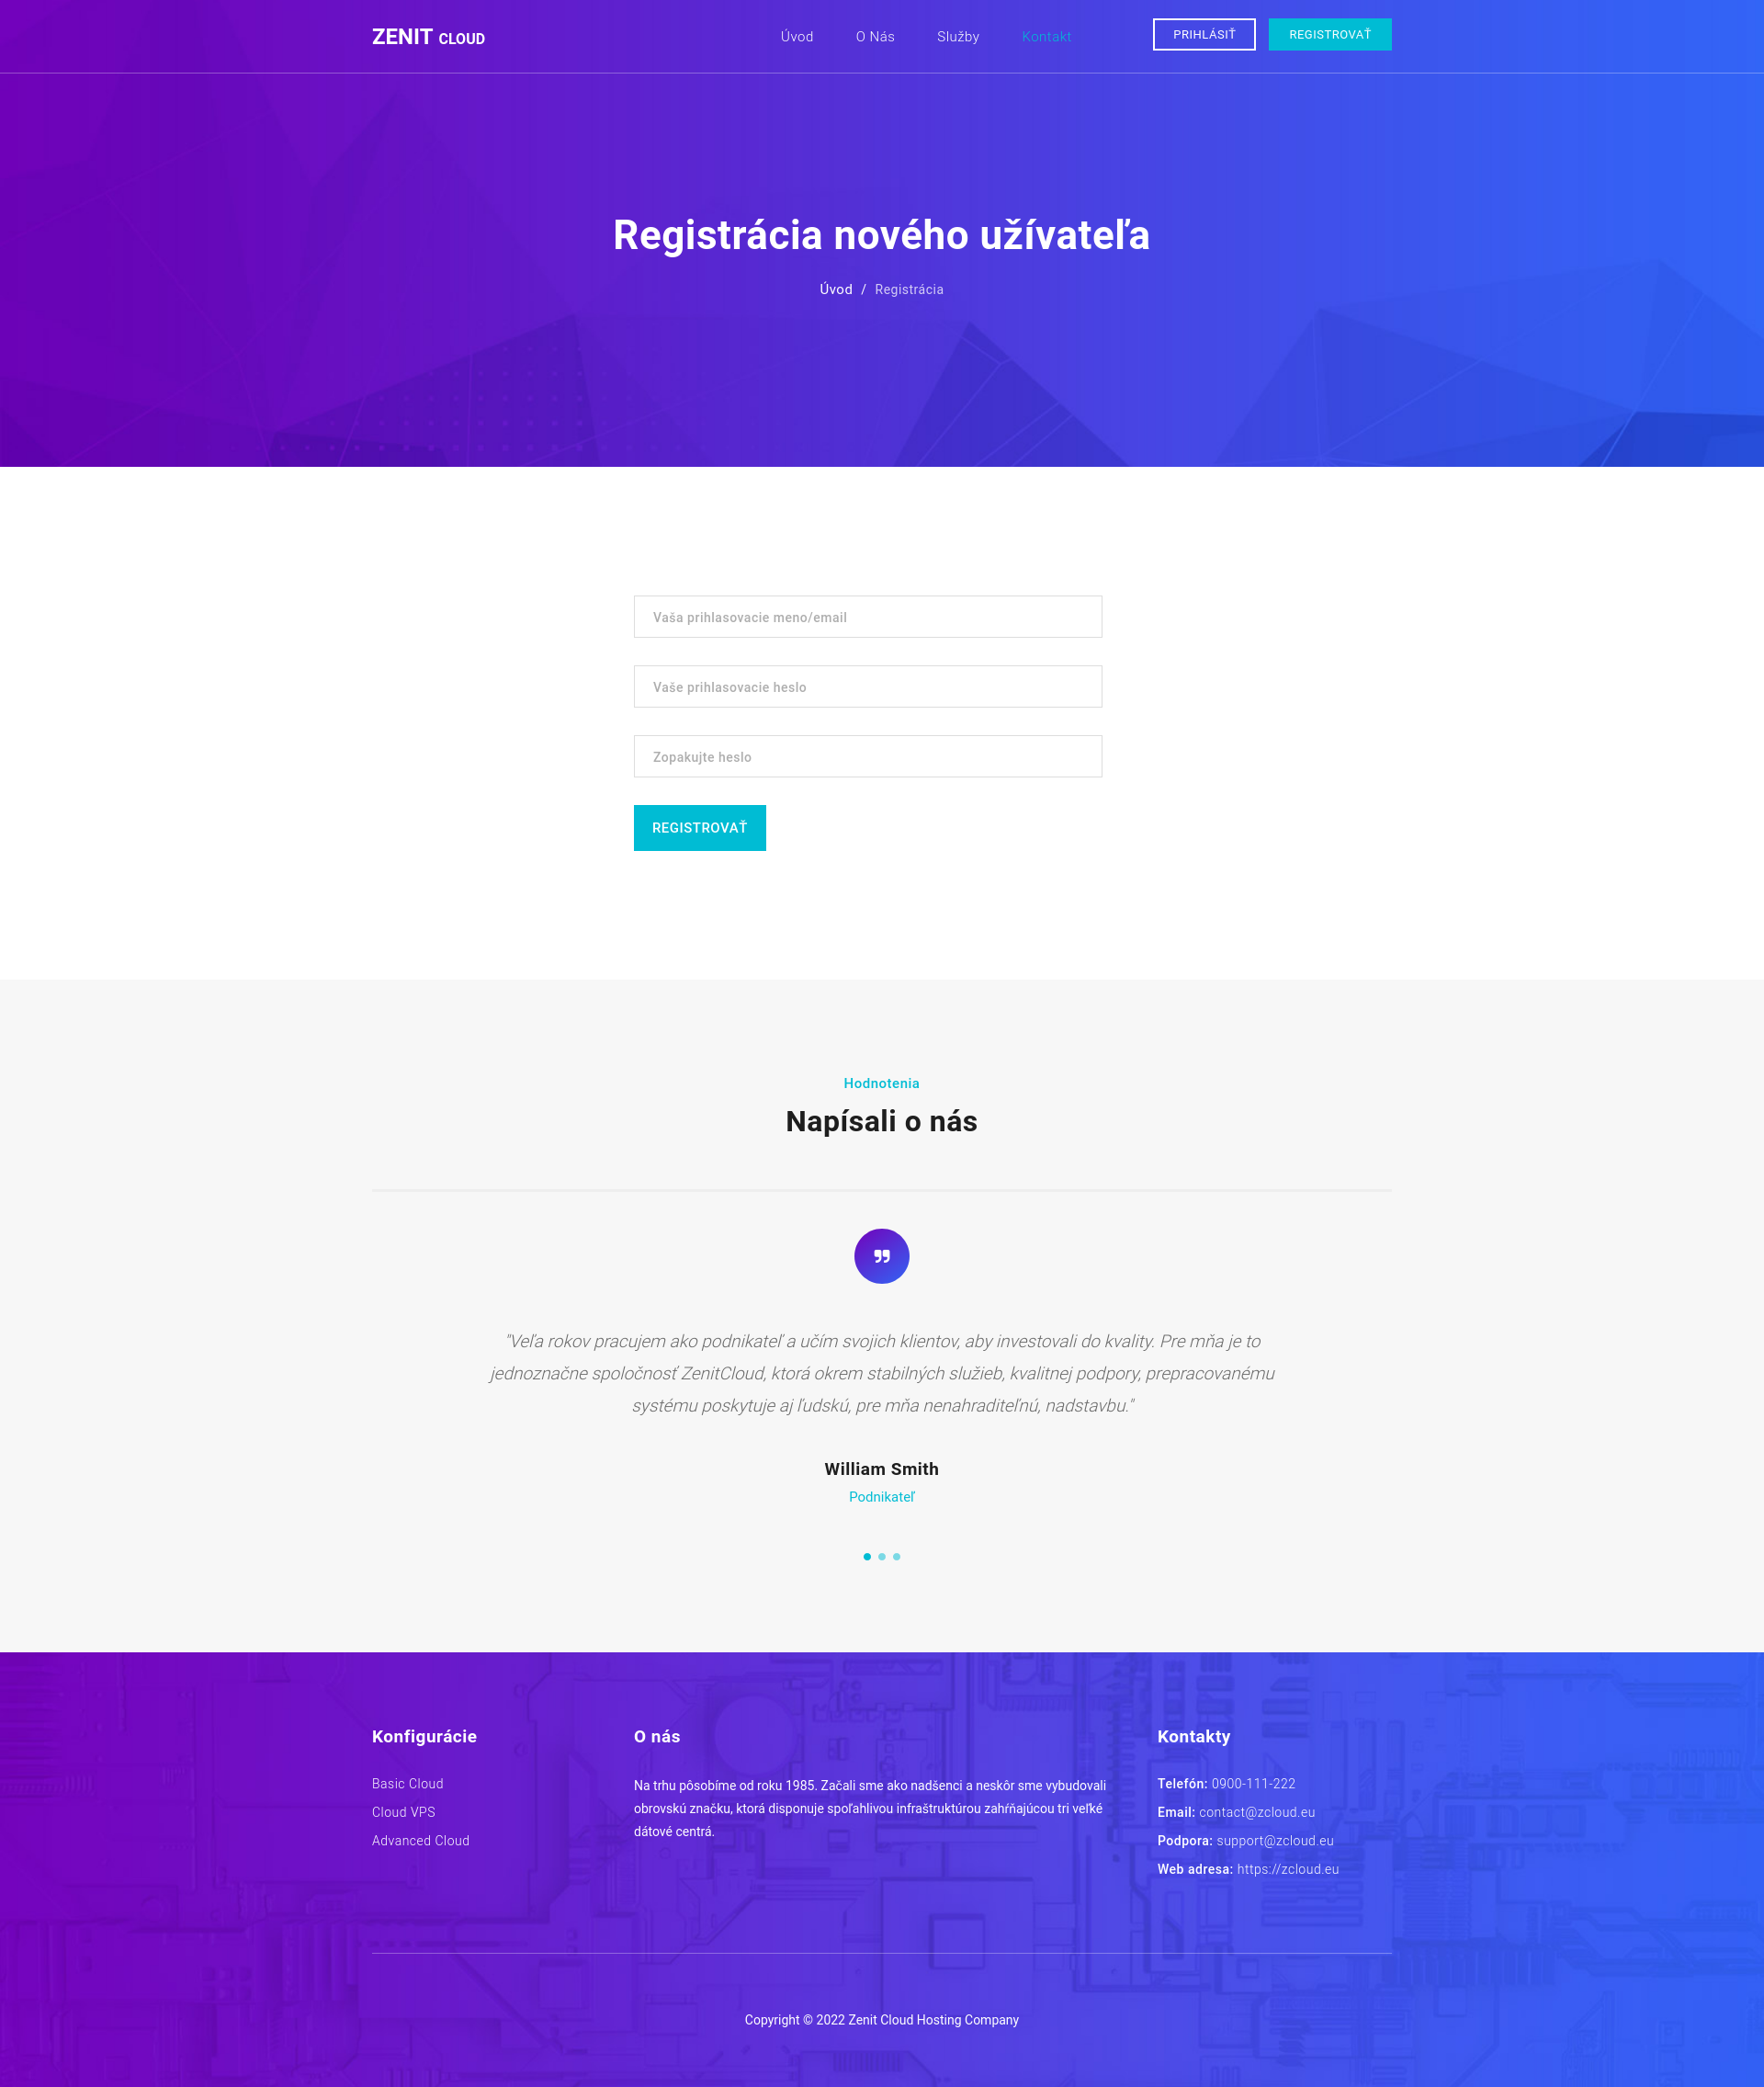 ZENIT CLOUD
Úvod O Nás Služby Kontakt PRIHLÁSIŤ REGISTROVAŤ
Registrácia nového užívateľa
Úvod / Registrácia
Vaša prihlasovacie meno/email
Vaše prihlasovacie heslo
Zopakujte heslo
REGISTROVAŤ
Hodnotenia
Napísali o nás
"Veľa rokov pracujem ako podnikateľ a učím svojich klientov, aby investovali do kvality. Pre mňa je to
jednoznačne spoločnosť ZenitCloud, ktorá okrem stabilných služieb, kvalitnej podpory, prepracovanému
systému poskytuje aj ľudskú, pre mňa nenahraditeľnú, nadstavbu."
William Smith
Podnikateľ
Konfigurácie
Basic Cloud
Cloud VPS
Advanced Cloud
O nás
Na trhu pôsobíme od roku 1985. Začali sme ako nadšenci a neskôr sme vybudovali
obrovskú značku, ktorá disponuje spoľahlivou infraštruktúrou zahŕňajúcou tri veľké
dátové centrá.
Kontakty
Telefón: 0900-111-222
Email: contact@zcloud.eu
Podpora: support@zcloud.eu
Web adresa: https://zcloud.eu
Copyright © 2022 Zenit Cloud Hosting Company